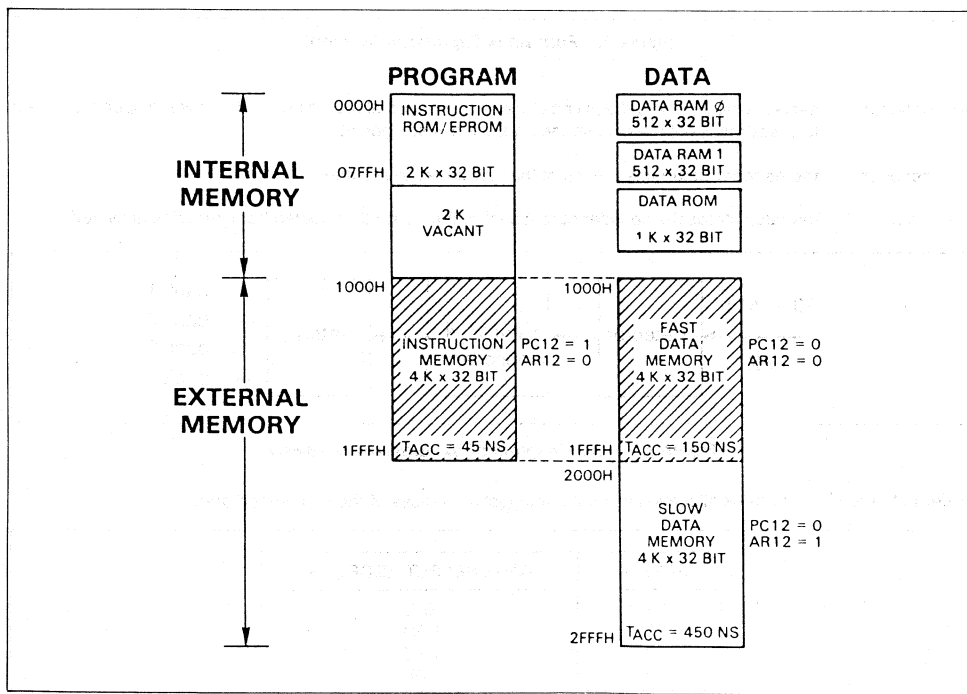 PROGRAM
DATA
0000H
INSTRUCTION
ROM/EPROM
07FFH
2 K x 32 BIT
2 K
VACANT
DATA RAM Ø
512 x 32 BIT
DATA RAM 1
512 x 32 BIT
DATA ROM
1 K x 32 BIT
INTERNAL
MEMORY
1000H
1000H
INSTRUCTION
MEMORY
4 K x 32 BIT
PC12 = 1
AR12 = 0
FAST
DATA
MEMORY
4 K x 32 BIT
PC12 = 0
AR12 = 0
EXTERNAL
MEMORY
1FFFH
TACC = 45 NS
1FFFH
TACC = 150 NS
2000H
SLOW
DATA
MEMORY
4 K x 32 BIT
PC12 = 0
AR12 = 1
2FFFH
TACC = 450 NS